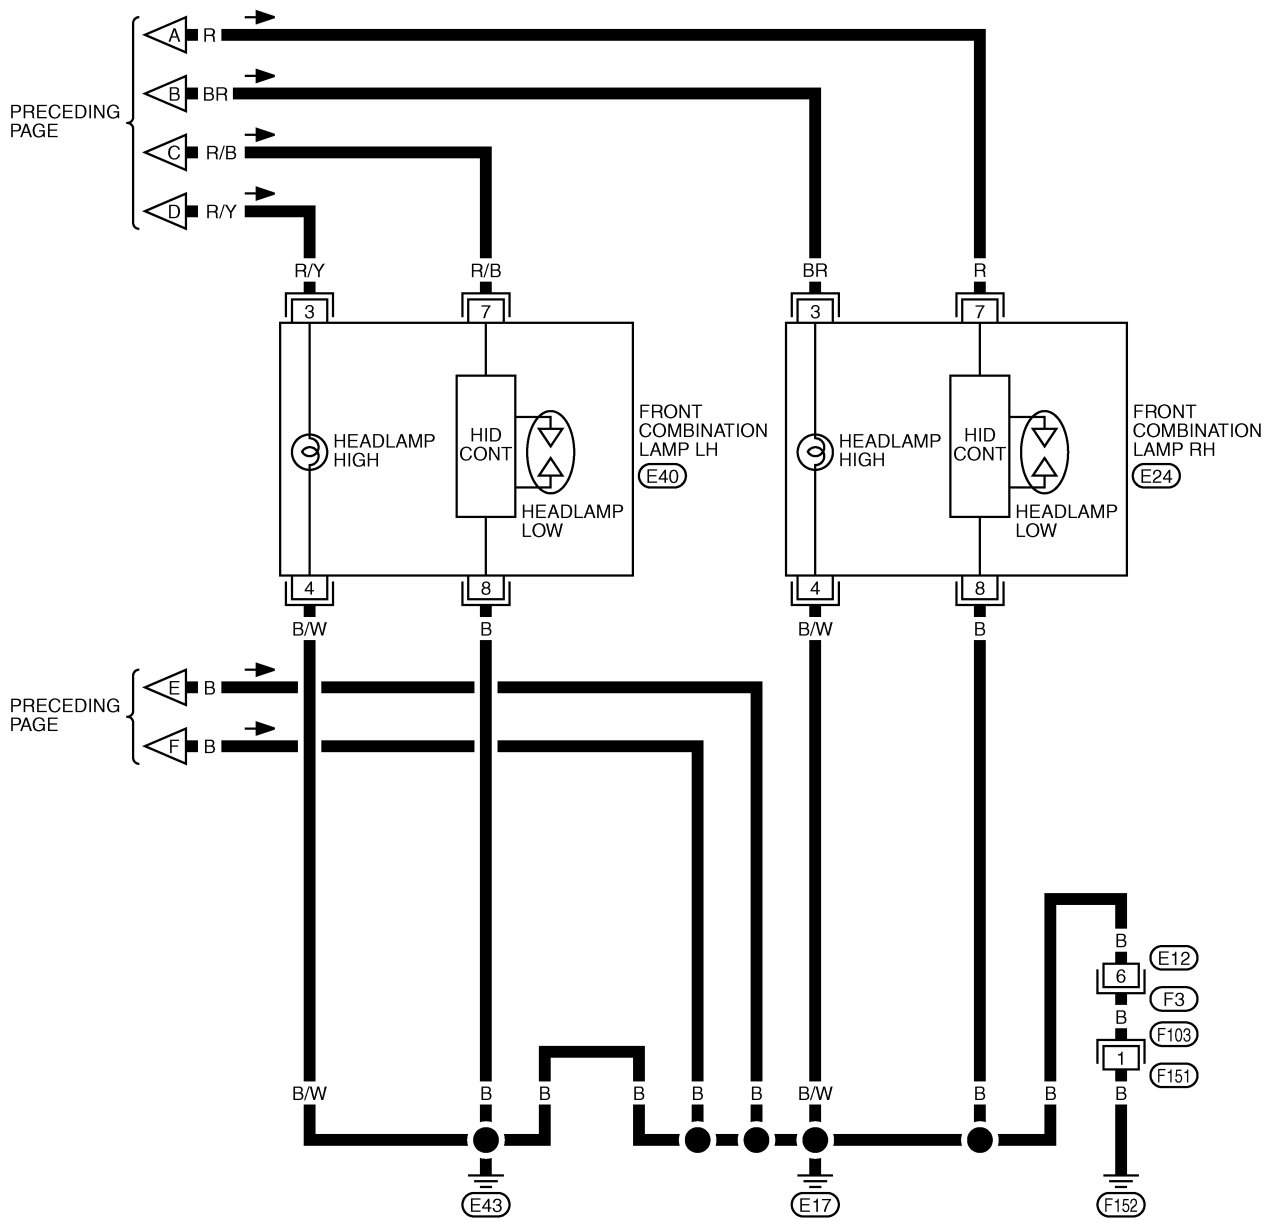 A R
B BR
PRECEDING
PAGE
C R/B
D R/Y
R/Y R/B BR R
3 7 3 7
HEADLAMP
HIGH
HID
CONT
HEADLAMP
LOW
FRONT
COMBINATION
LAMP LH
E40
HEADLAMP
HIGH
HID
CONT
HEADLAMP
LOW
FRONT
COMBINATION
LAMP RH
E24
4 8 4 8
B/W B B/W B
E B
PRECEDING
PAGE
F B
B E12
6
F3
B
F103
1
F151
B/W B B B B B B/W B B B
E43 E17 F152